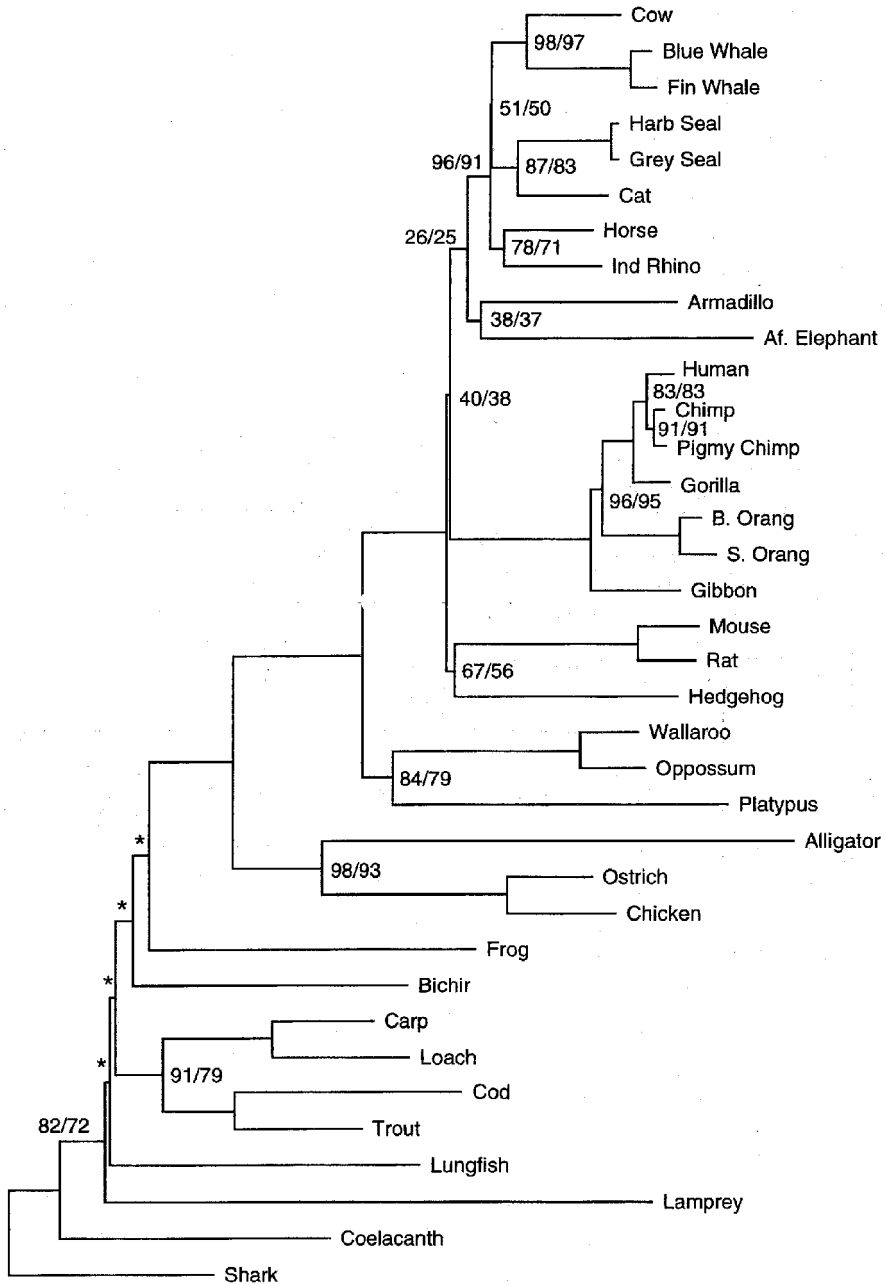 Cow
98/97
Blue Whale
Fin Whale
51/50
Harb Seal
96/91
87/83
Grey Seal
Cat
26/25
Horse
78/71
Ind Rhino
Armadillo
38/37
Af. Elephant
Human
83/83
40/38
Chimp
91/91
Pigmy Chimp
Gorilla
96/95
B. Orang
S. Orang
Gibbon
Mouse
Rat
67/56
Hedgehog
Wallaroo
Oppossum
84/79
Platypus
*
Alligator
98/93
Ostrich
*
Chicken
Frog
*
Bichir
Carp
*
Loach
91/79
Cod
82/72
Trout
Lungfish
Lamprey
Coelacanth
Shark